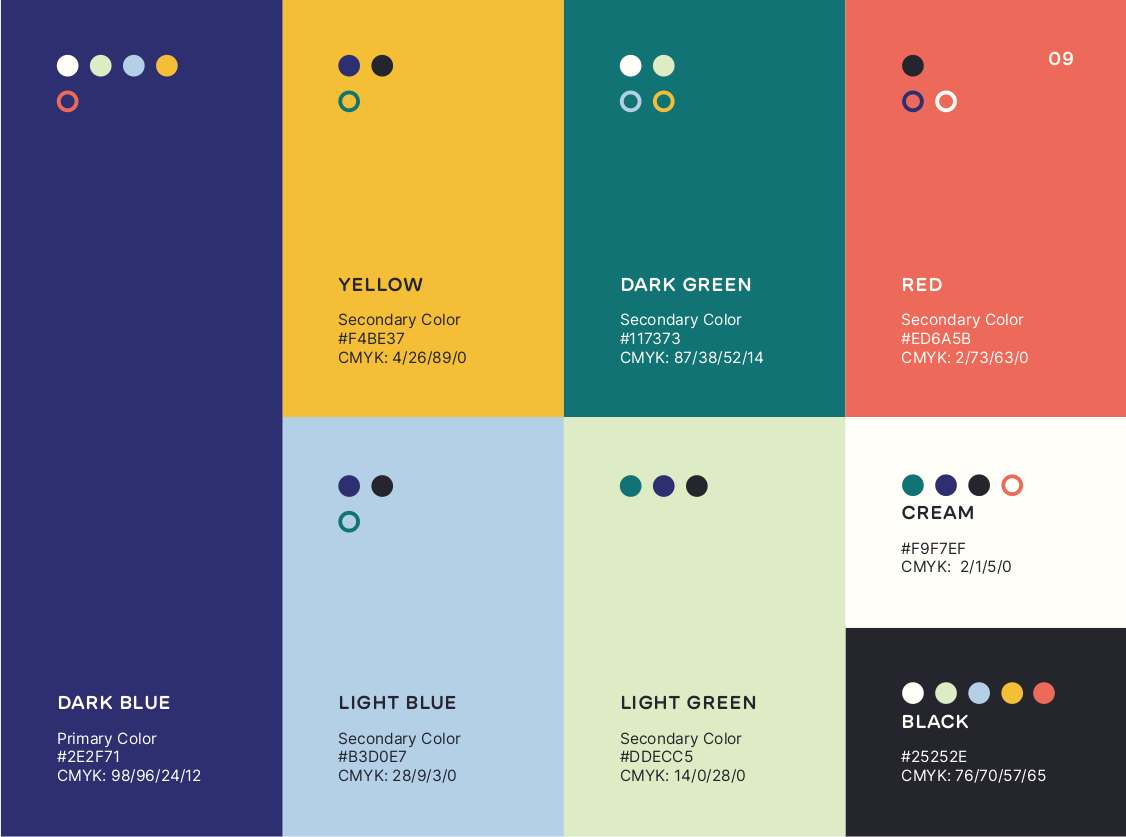 09
DARK BLUE
Primary Color
#2E2F71
CMYK: 98/96/24/12
YELLOW
Secondary Color
#F4BE37
CMYK: 4/26/89/0
DARK GREEN
Secondary Color
#117373
CMYK: 87/38/52/14
RED
Secondary Color
#ED6A5B
CMYK: 2/73/63/0
LIGHT BLUE
Secondary Color
#B3D0E7
CMYK: 28/9/3/0
LIGHT GREEN
Secondary Color
#DDECC5
CMYK: 14/0/28/0
CREAM
#F9F7EF
CMYK:  2/1/5/0
BLACK
#25252E
CMYK: 76/70/57/65